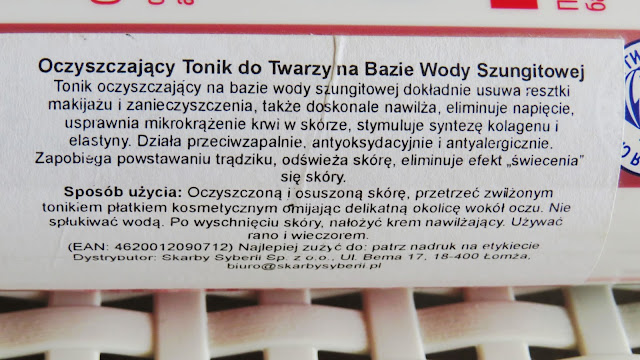 Oczyszczający Tonik do Twarzy na Bazie Wody Szungitowej
Tonik oczyszczający na bazie wody szungitowej dokładnie usuwa resztki
makijażu i zanieczyszczenia, także doskonale nawilża, eliminuje napięcie,
usprawnia mikrokrążenie krwi w skórze, stymuluje syntezę kolagenu i
elastyny. Działa przeciwzapalnie, antyoksydacyjnie i antyalergicznie.
Zapobiega powstawaniu trądziku, odświeża skórę, eliminuje efekt „świecenia”
się skóry.
Sposób użycia: Oczyszczoną i osuszoną skórę, przetrzeć zwilżonym
tonikiem płatkiem kosmetycznym omijając delikatną okolicę wokół oczu. Nie
spłukiwać wodą. Po wyschnięciu skóry, nałożyć krem nawilżający. Używać
rano i wieczorem.
(EAN: 4620012090712) Najlepiej zużyć do: patrz nadruk na etykiecie
Dystrybutor: Skarby Syberii Sp. z o.o., Ul. Bema 17, 18-400 Łomża,
biuro@skarbysyberii.pl